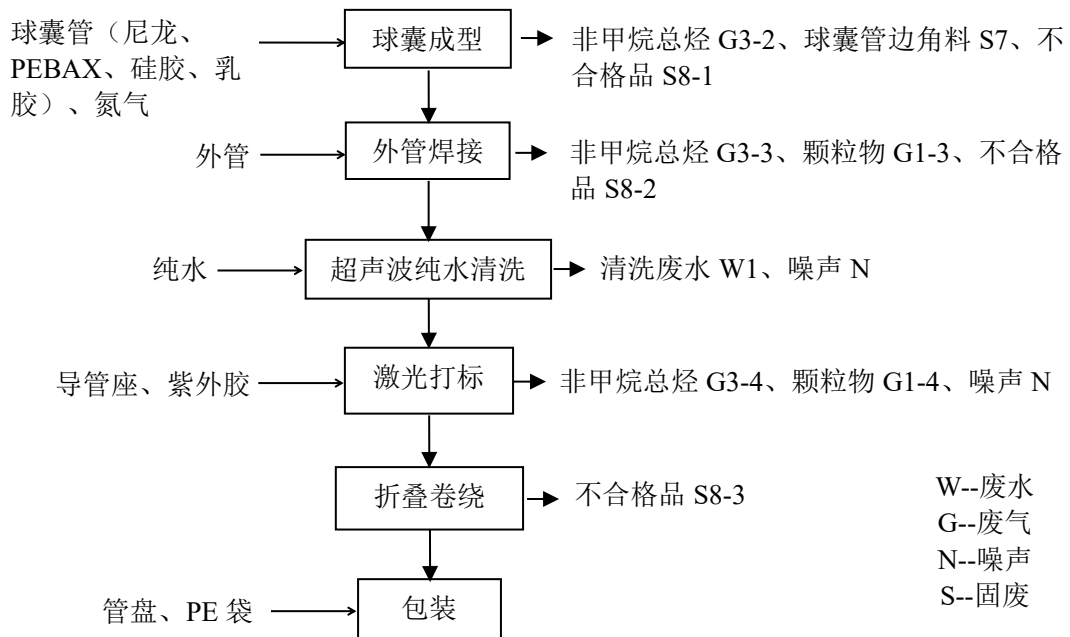 球囊管（尼龙、
PEBAX、硅胶、乳
胶）、氮气
球囊成型
非甲烷总烃 G3-2、球囊管边角料 S7、不
合格品 S8-1
外管
外管焊接
非甲烷总烃 G3-3、颗粒物 G1-3、不合格
品 S8-2
纯水
超声波纯水清洗
清洗废水 W1、噪声 N
导管座、紫外胶
激光打标
非甲烷总烃 G3-4、颗粒物 G1-4、噪声 N
折叠卷绕
不合格品 S8-3
管盘、PE 袋
包装
W--废水
G--废气
N--噪声
S--固废